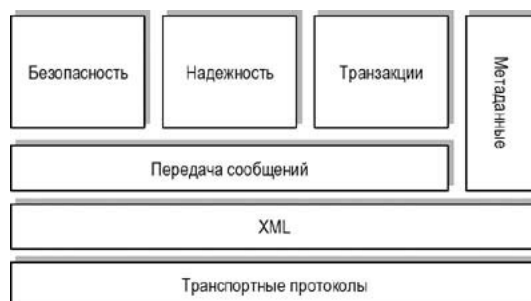 Безопасность
Надежность
Транзакции
Метаданные
Передача сообщений
XML
Транспортные протоколы